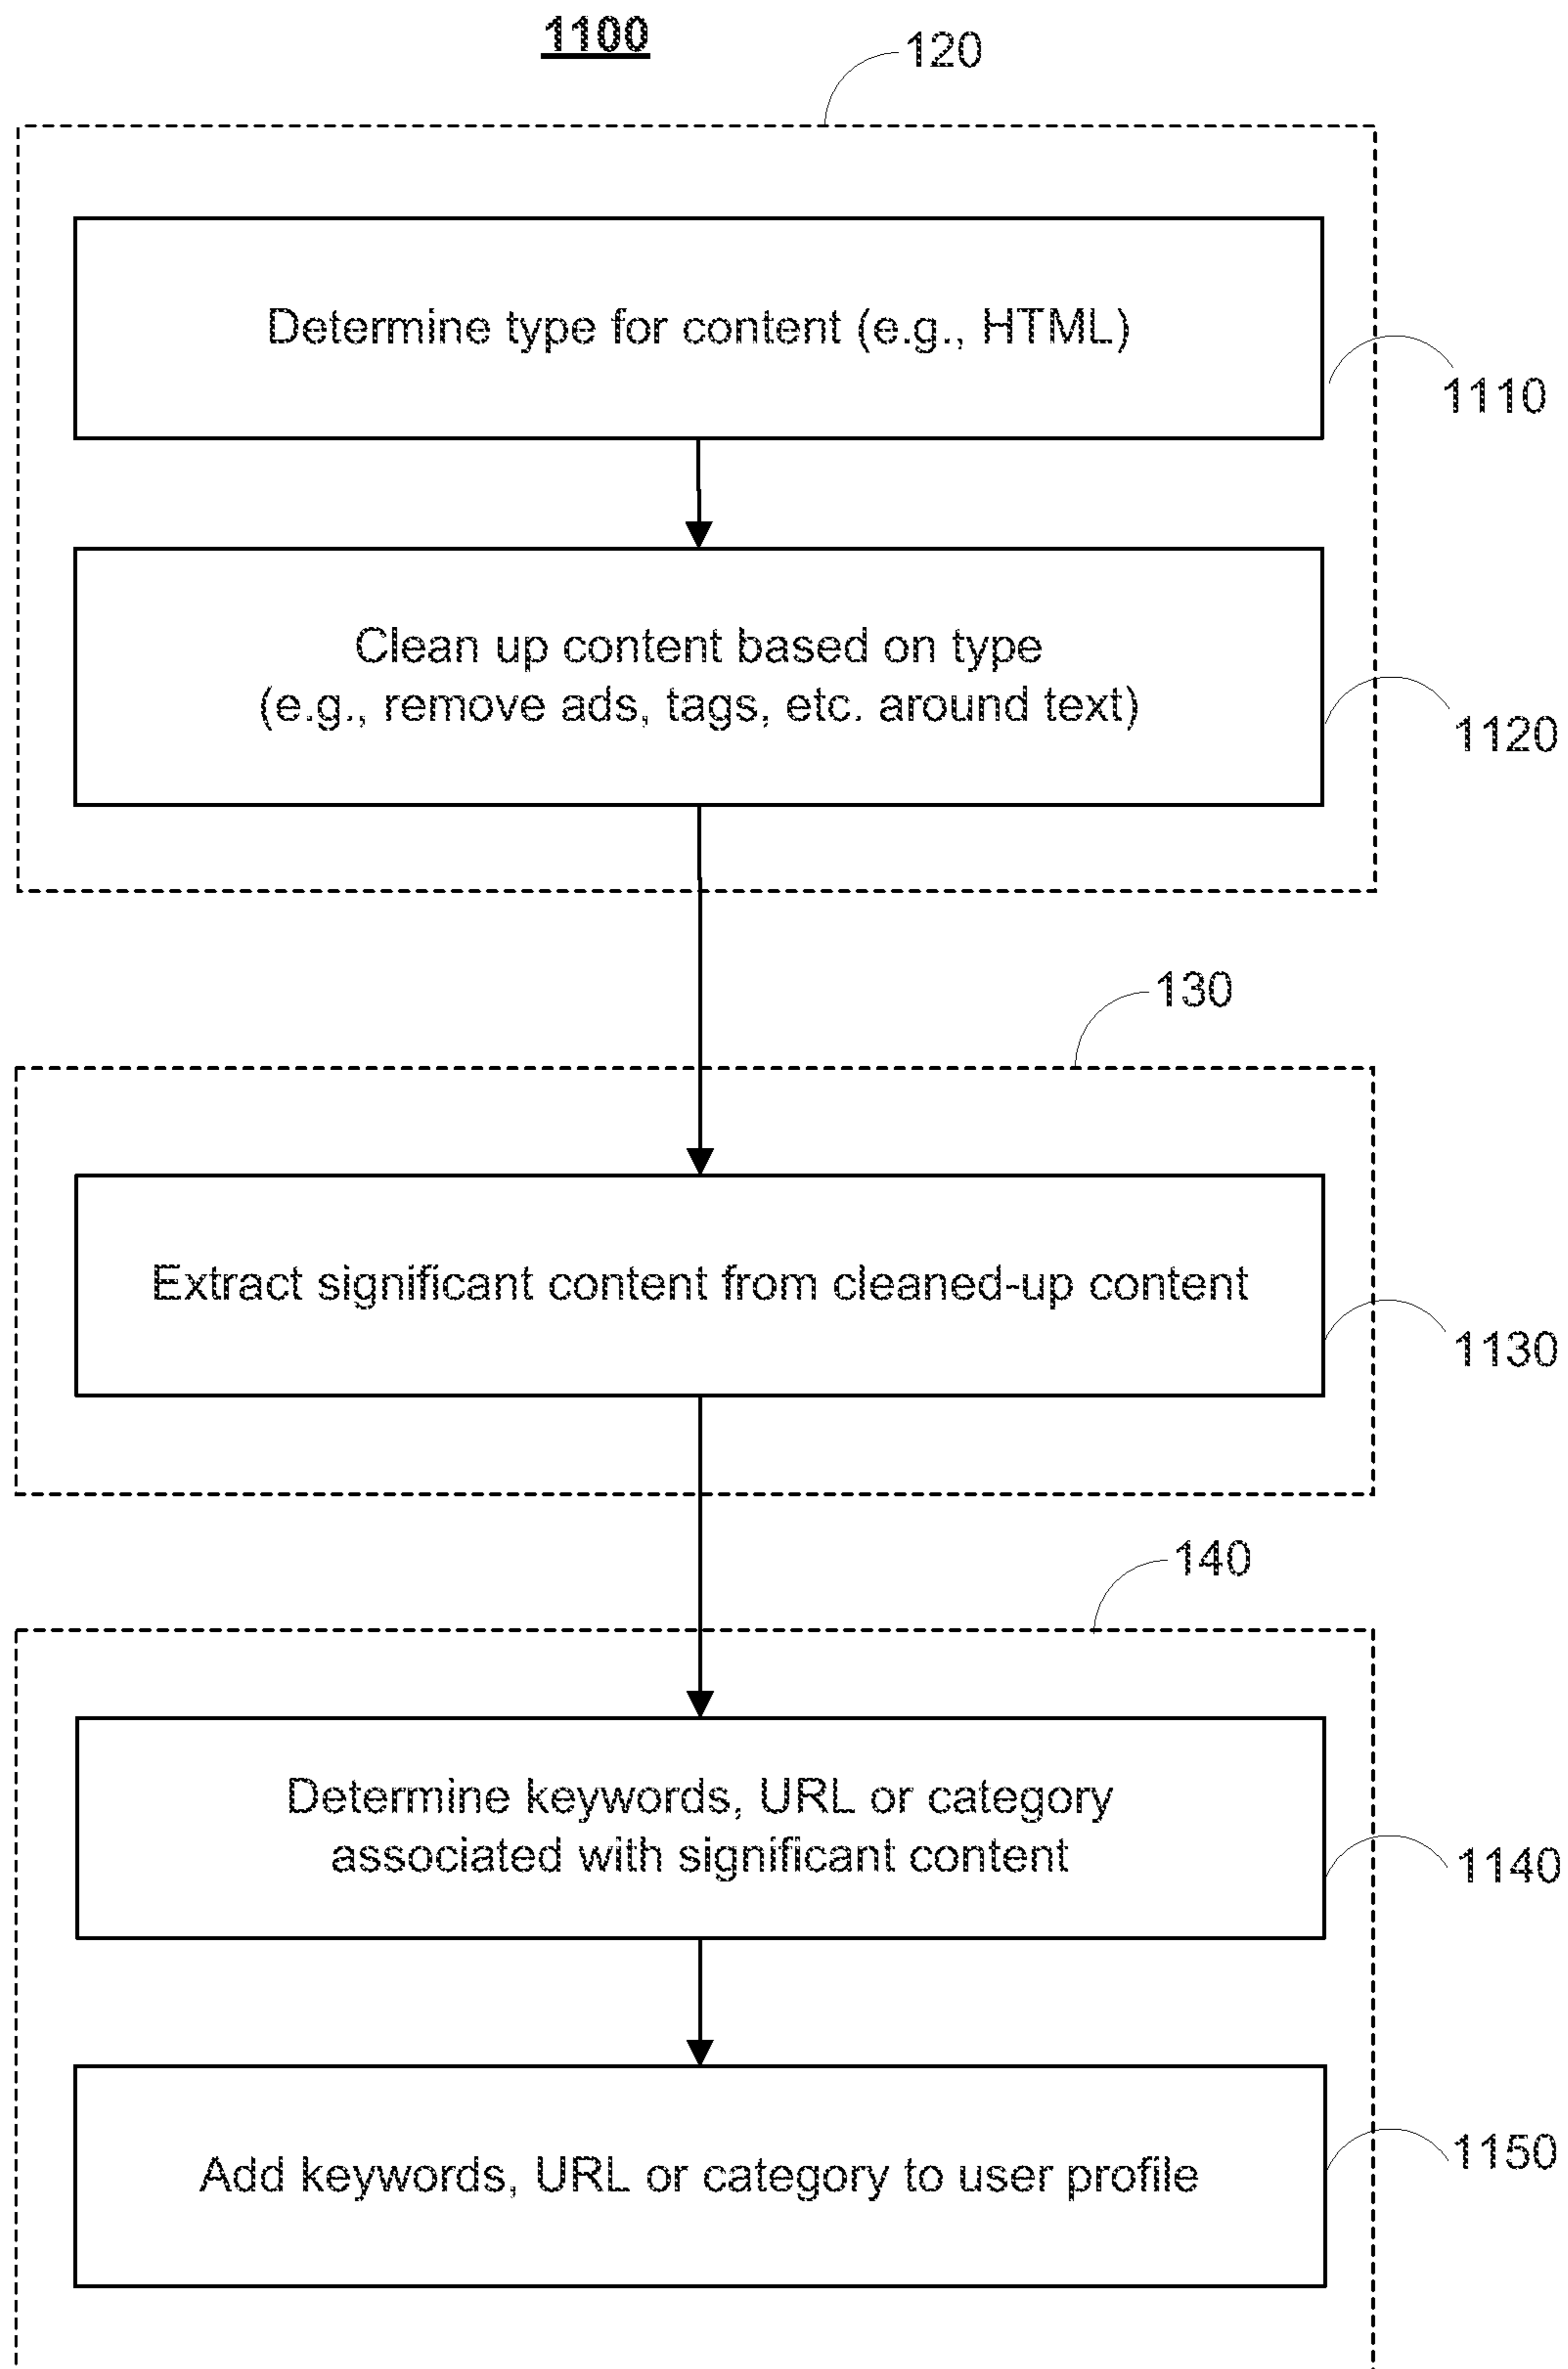 1100
120
Determine type for content (e.g., HTML)
1110
Clean up content based on type
(e.g., remove ads, tags, etc. around text)
1120
130
Extract significant content from cleaned-up content
1130
140
Determine keywords, URL or category
associated with significant content
1140
Add keywords, URL or category to user profile
1150